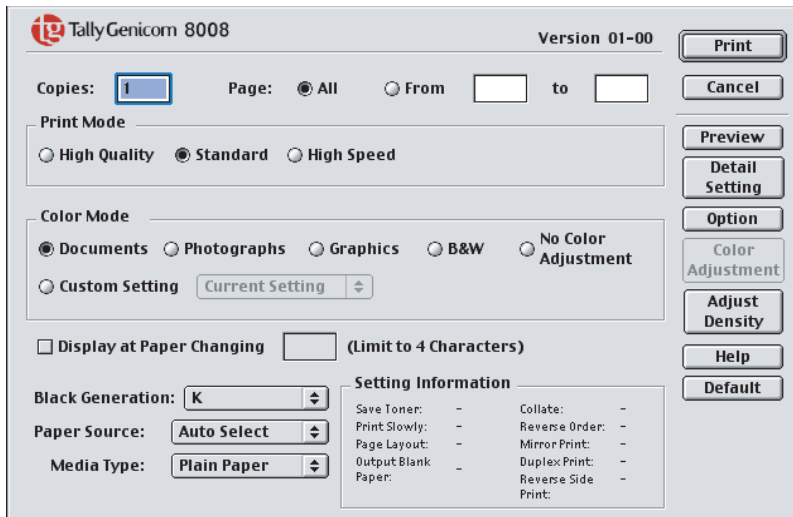 tg TallyGenicom 8008
Version 01-00
Print
Copies: 1 Page: All From to
Cancel
Print Mode
High Quality Standard High Speed
Preview
Detail
Setting
Color Mode
Option
Documents Photographs Graphics B&W No Color
Adjustment
Color
Adjustment
Custom Setting Current Setting
Adjust
Density
Display at Paper Changing (Limit to 4 Characters)
Help
Default
Black Generation: K
Paper Source: Auto Select
Media Type: Plain Paper
Setting Information
Save Toner: - Collate: -
Print Slowly: - Reverse Order: -
Page Layout: - Mirror Print: -
Output Blank
Paper: - Duplex Print: -
Reverse Side
Print: -